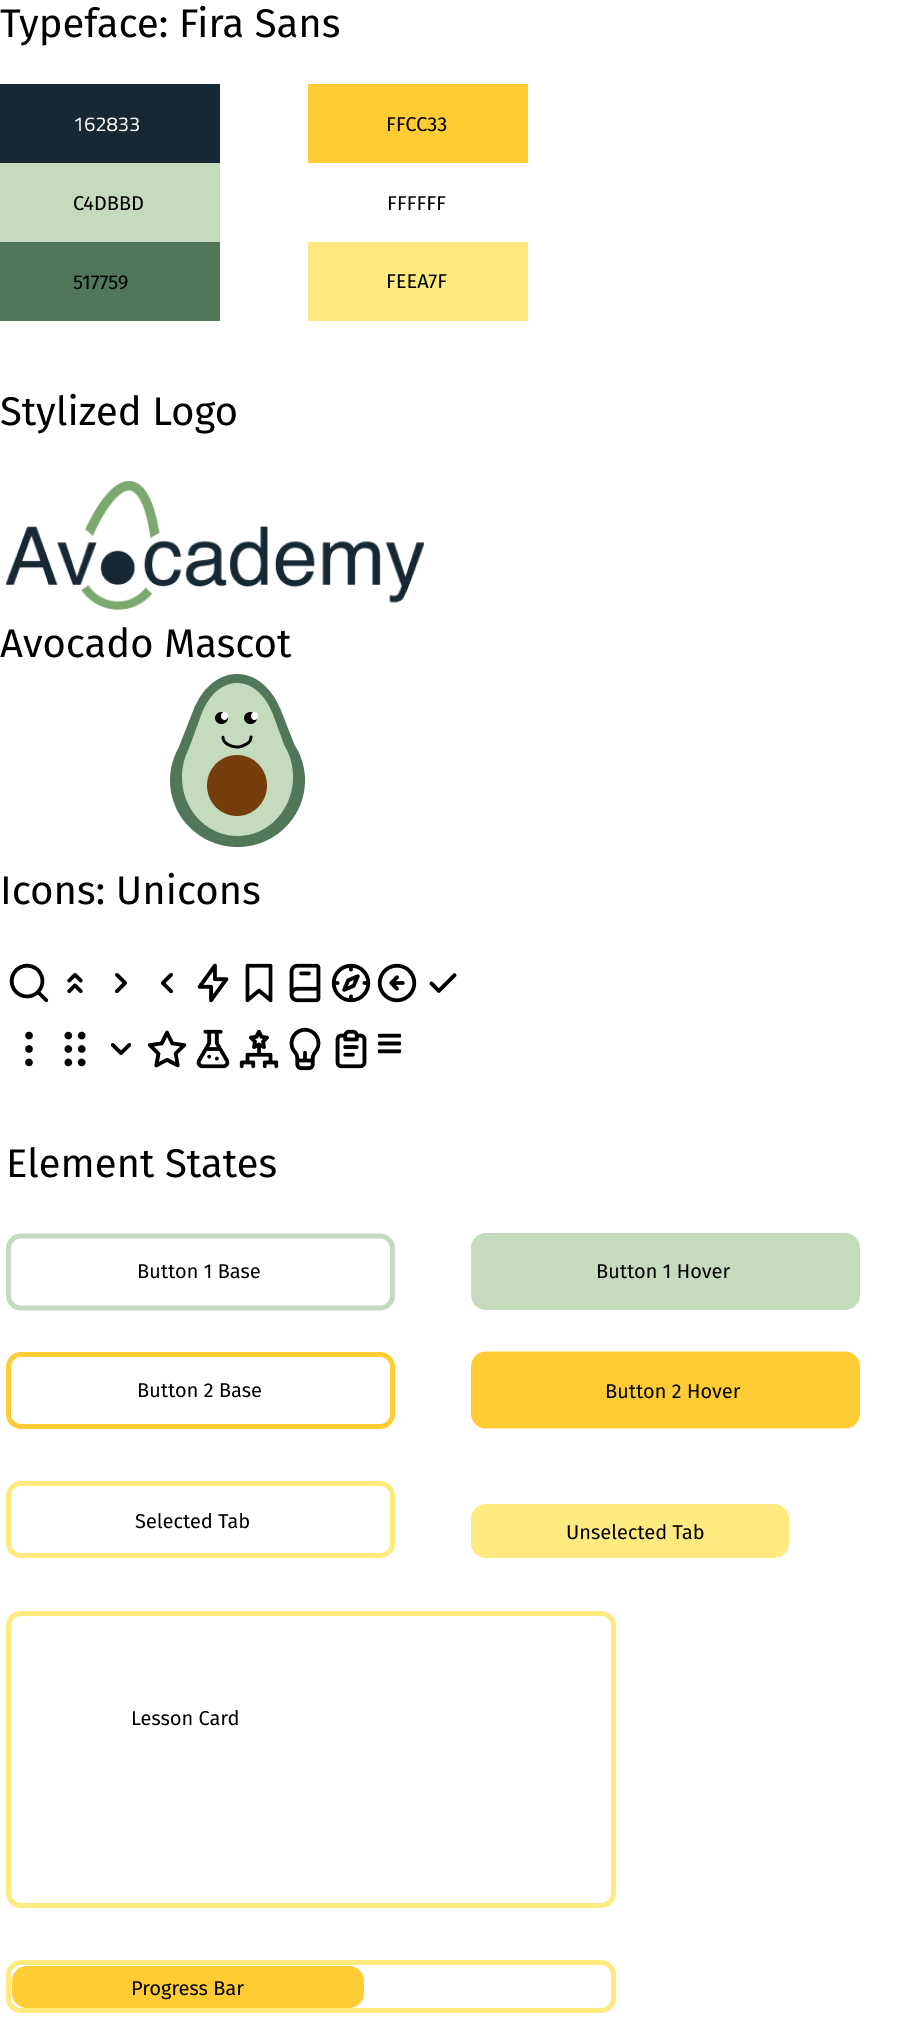 Typeface: Fira Sans
162833
FFCC33
C4DBBD
FFFFFF
517759
FEEA7F
Stylized Logo
Avocademy
Avocado Mascot
Icons: Unicons
Element States
Button 1 Base
Button 1 Hover
Button 2 Base
Button 2 Hover
Selected Tab
Unselected Tab
Lesson Card
Progress Bar